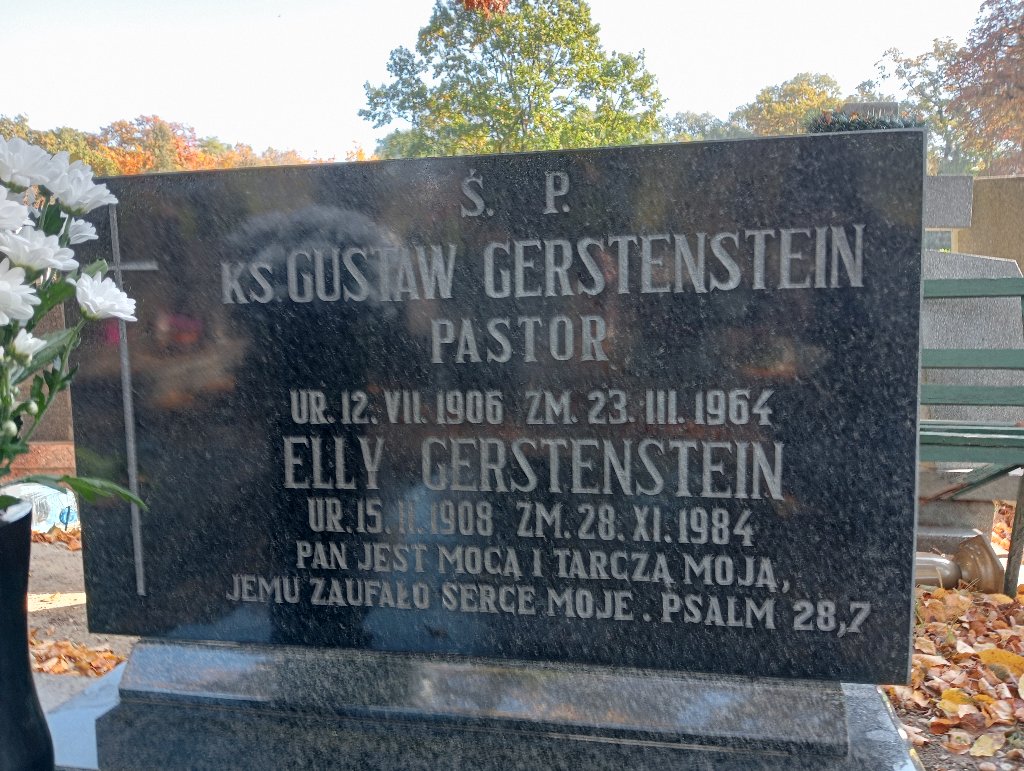 Ś. P.
KS. GUSTAW GERSTENSTEIN
PASTOR
UR. 12. VII. 1906 ZM. 23. III. 1964
ELLY GERSTENSTEIN
UR. 15. II. 1908 ZM. 28. XI. 1984
PAN JEST MOCĄ I TARCZĄ MOJĄ,
JEMU ZAUFAŁO SERCE MOJE. PSALM 28,7